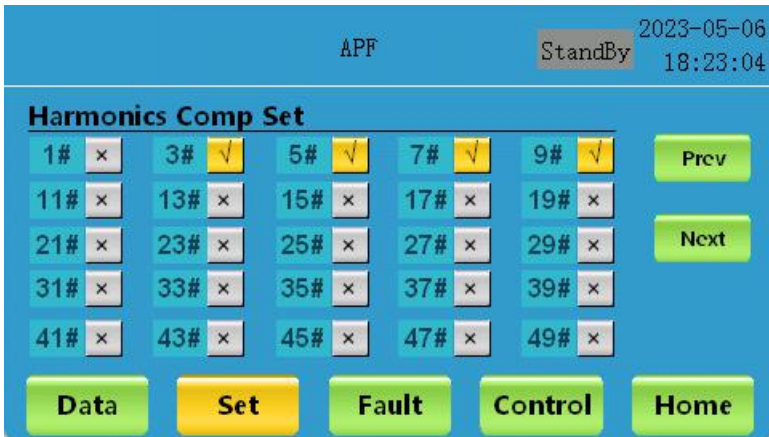 APF
StandBy
2023-05-06
18:23:04
Harmonics Comp Set
1# × 3# √ 5# √ 7# √ 9# √
Prev
11# × 13# × 15# × 17# × 19# ×
21# × 23# × 25# × 27# × 29# ×
Next
31# × 33# × 35# × 37# × 39# ×
41# × 43# × 45# × 47# × 49# ×
Data Set Fault Control Home